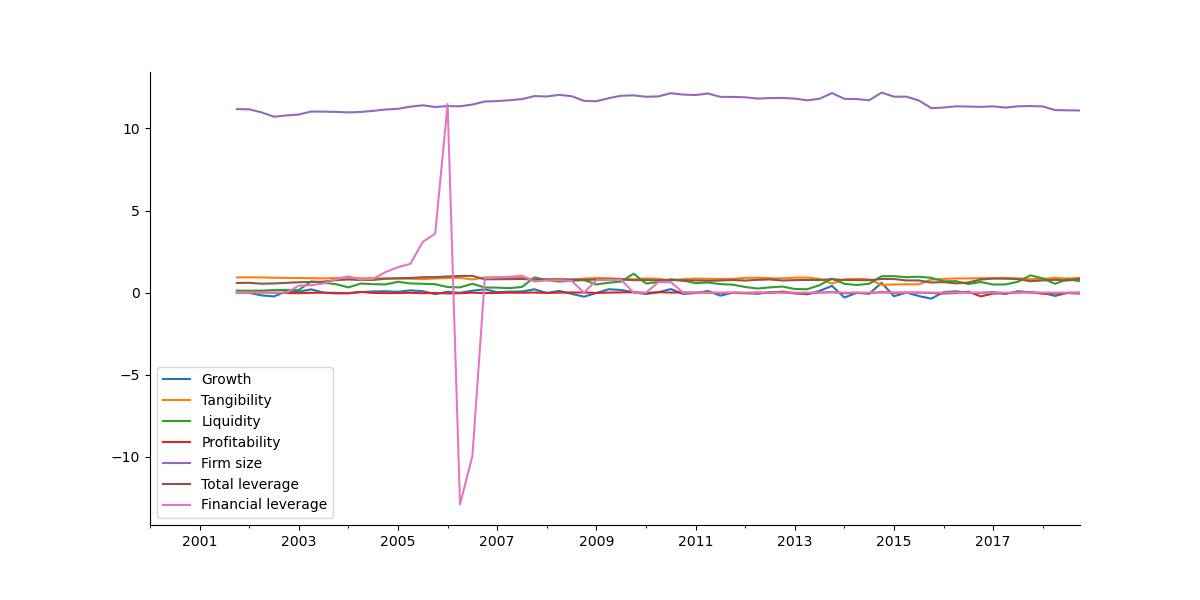 10
5
0
−5
−10
Growth
Tangibility
Liquidity
Profitability
Firm size
Total leverage
Financial leverage
2001 2003 2005 2007 2009 2011 2013 2015 2017